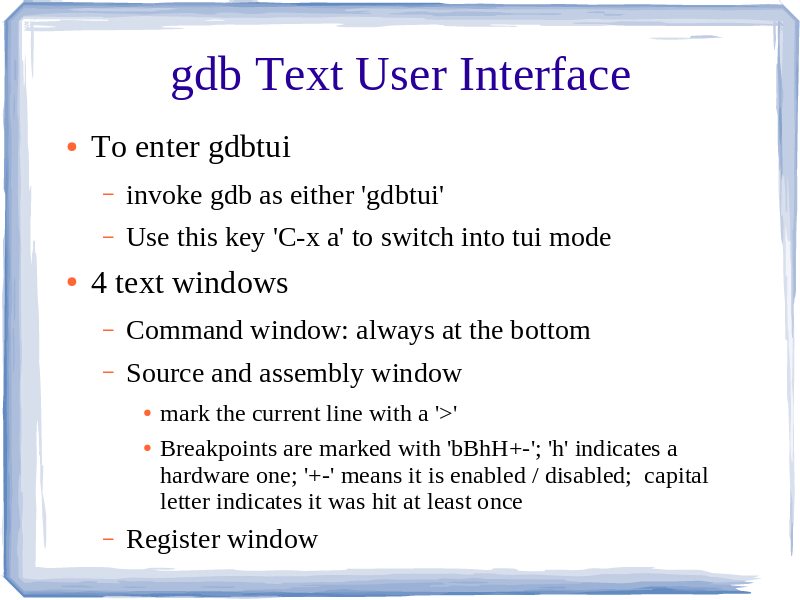 gdb Text User Interface
• To enter gdbtui
– invoke gdb as either 'gdbtui'
– Use this key 'C-x a' to switch into tui mode
• 4 text windows
– Command window: always at the bottom
– Source and assembly window
• mark the current line with a '>'
• Breakpoints are marked with 'bBhH+-'; 'h' indicates a
hardware one; '+-' means it is enabled / disabled;  capital
letter indicates it was hit at least once
– Register window